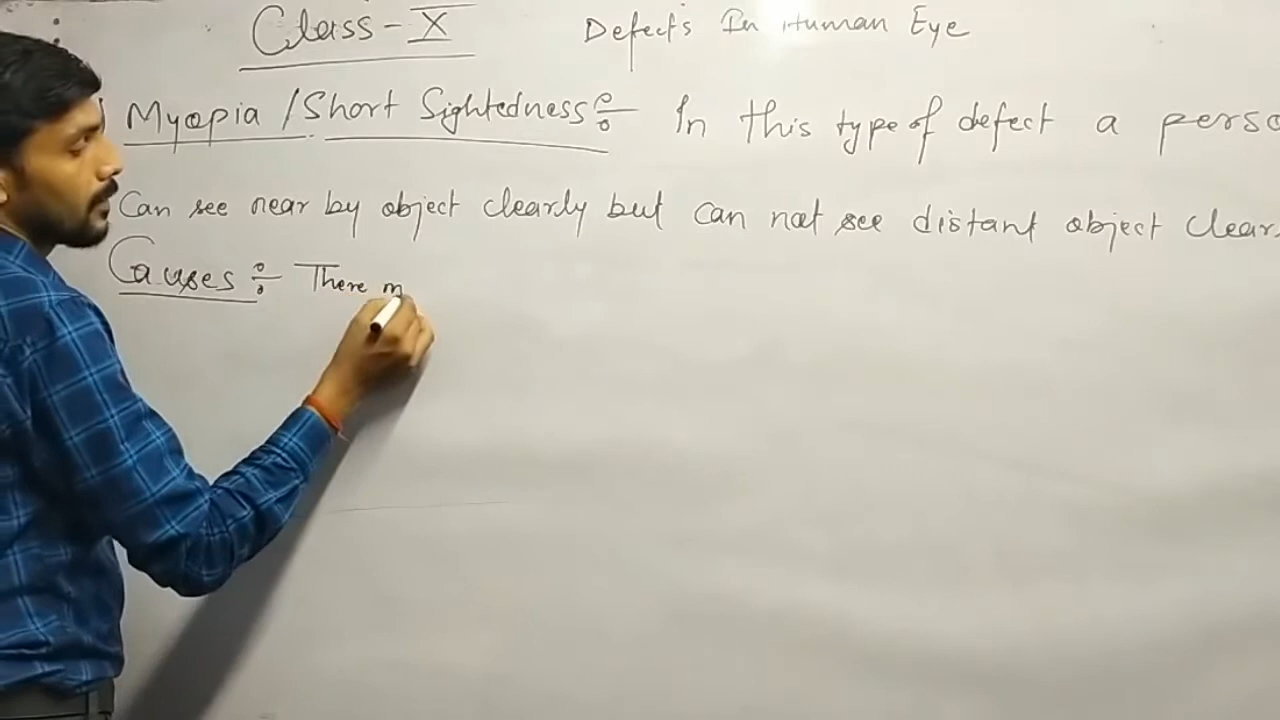 Class - X Defects In Human Eye
Myopia / Short Sightedness :- In this type of defect a perso
Can see near by object clearly but can not see distant object clear
Causes :- There m